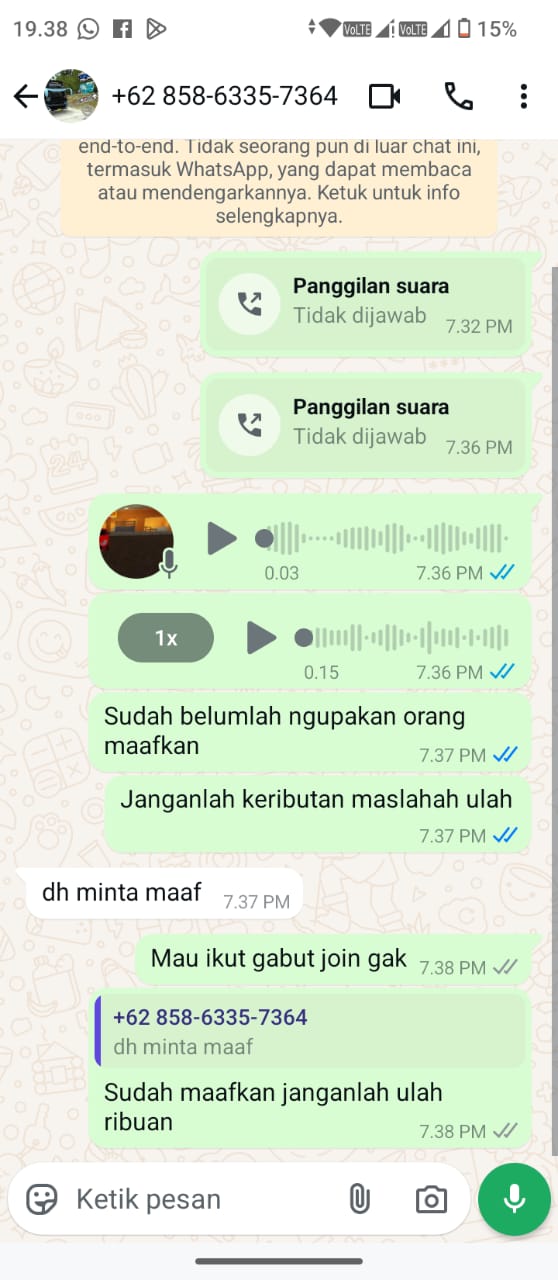 19.38
VoLTE VoLTE 15%
+62 858-6335-7364
end-to-end. Tidak seorang pun di luar chat ini,
termasuk WhatsApp, yang dapat membaca
atau mendengarkannya. Ketuk untuk info
selengkapnya.
Panggilan suara
Tidak dijawab 7.32 PM
Panggilan suara
Tidak dijawab 7.36 PM
0.03 7.36 PM
1x
0.15 7.36 PM
Sudah belumlah ngupakan orang
maafkan 7.37 PM
Janganlah keributan maslahah ulah
7.37 PM
dh minta maaf 7.37 PM
Mau ikut gabut join gak 7.38 PM
+62 858-6335-7364
dh minta maaf
Sudah maafkan janganlah ulah
ribuan 7.38 PM
Ketik pesan